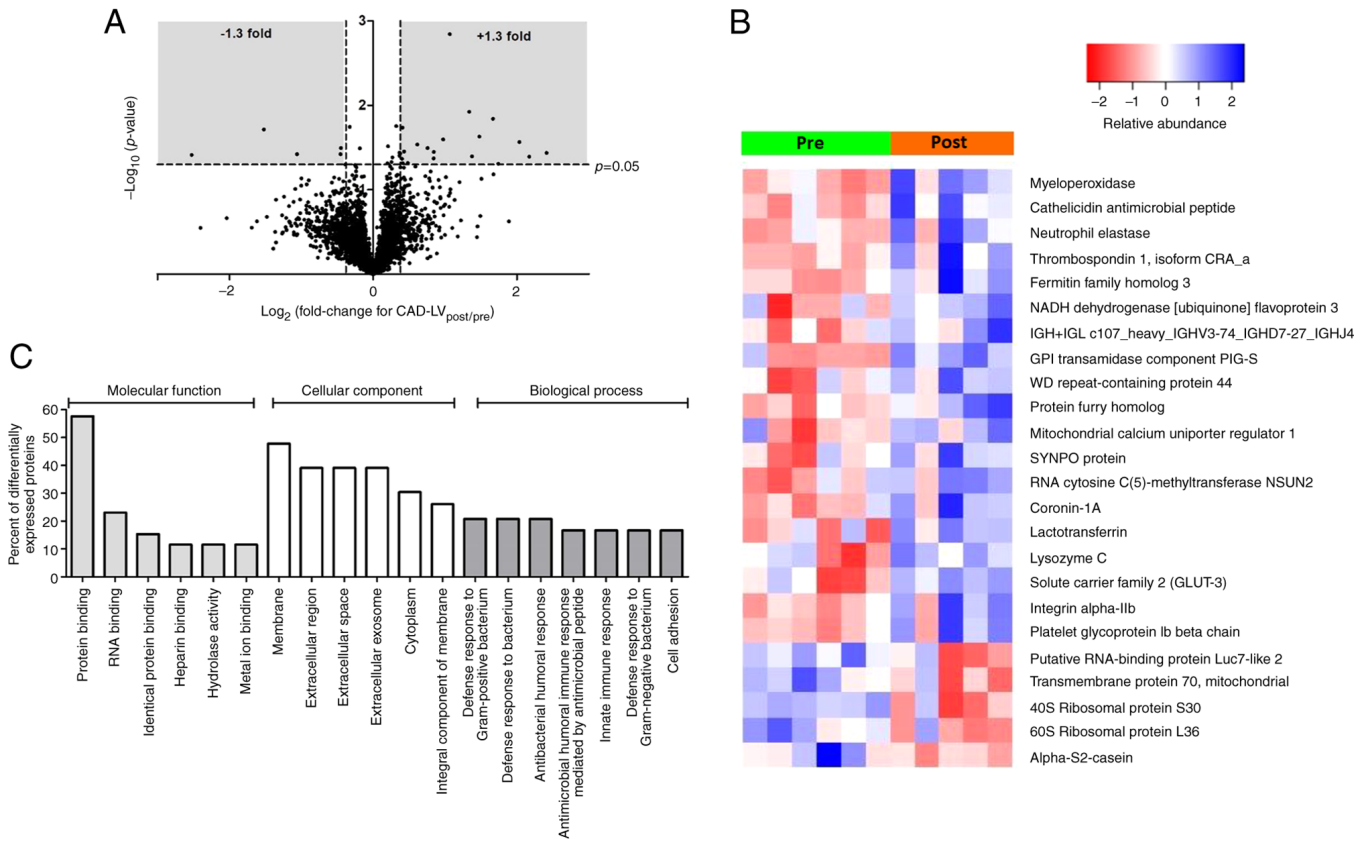 A
-1.3 fold
+1.3 fold
3
2
−Log10 (p-value)
p=0.05
−2
0
2
Log2 (fold-change for CAD-LVpost/pre)
B
−2
−1
0
1
2
Relative abundance
Pre
Post
Myeloperoxidase
Cathelicidin antimicrobial peptide
Neutrophil elastase
Thrombospondin 1, isoform CRA_a
Fermitin family homolog 3
NADH dehydrogenase [ubiquinone] flavoprotein 3
IGH+IGL c107_heavy_IGHV3-74_IGHD7-27_IGHJ4
GPI transamidase component PIG-S
WD repeat-containing protein 44
Protein furry homolog
Mitochondrial calcium uniporter regulator 1
SYNPO protein
RNA cytosine C(5)-methyltransferase NSUN2
Coronin-1A
Lactotransferrin
Lysozyme C
Solute carrier family 2 (GLUT-3)
Integrin alpha-IIb
Platelet glycoprotein Ib beta chain
Putative RNA-binding protein Luc7-like 2
Transmembrane protein 70, mitochondrial
40S Ribosomal protein S30
60S Ribosomal protein L36
Alpha-S2-casein
C
Molecular function
Cellular component
Biological process
Percent of differentially
expressed proteins
60
50
40
30
20
10
0
Protein binding
RNA binding
Identical protein binding
Heparin binding
Hydrolase activity
Metal ion binding
Membrane
Extracellular region
Extracellular space
Extracellular exosome
Cytoplasm
Integral component of membrane
Defense response to
Gram-positive bacterium
Defense response to bacterium
Antibacterial humoral response
Antimicrobial humoral immune response
mediated by antimicrobial peptide
Innate immune response
Defense response to
Gram-negative bacterium
Cell adhesion